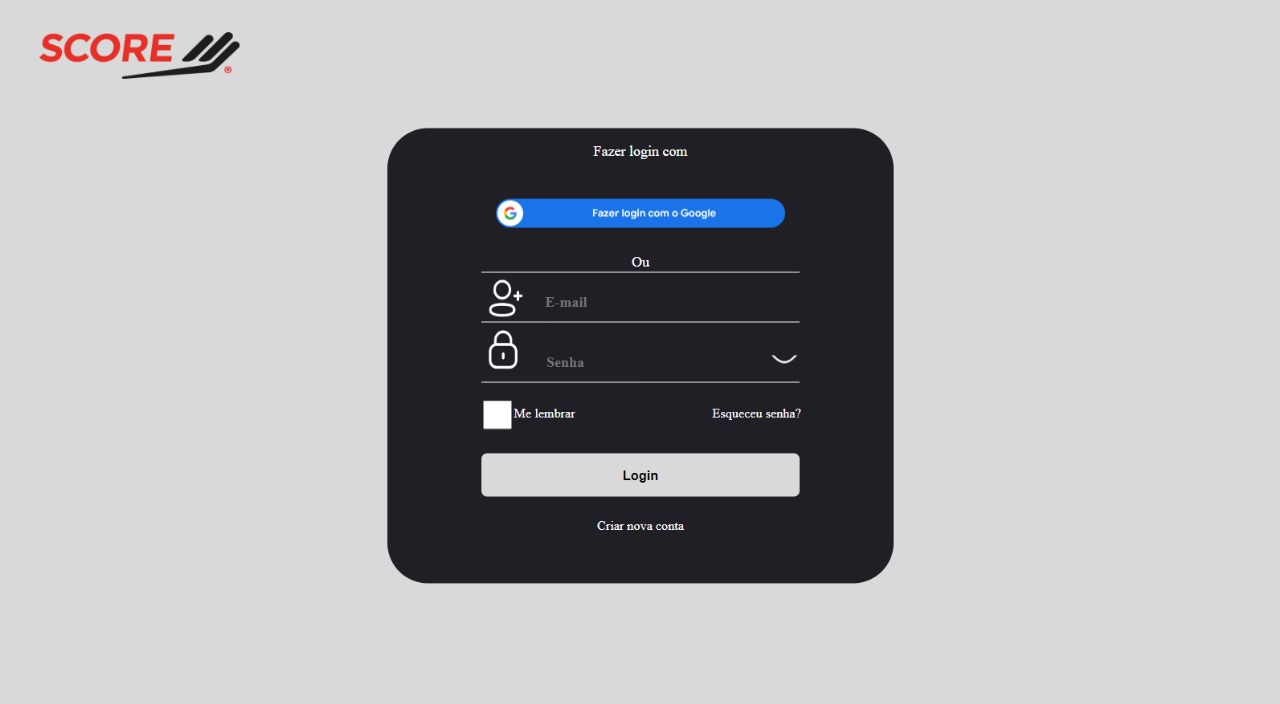 SCORE
®
Fazer login com
Fazer login com o Google
Ou
E-mail
Senha
Me lembrar Esqueceu senha?
Login
Criar nova conta